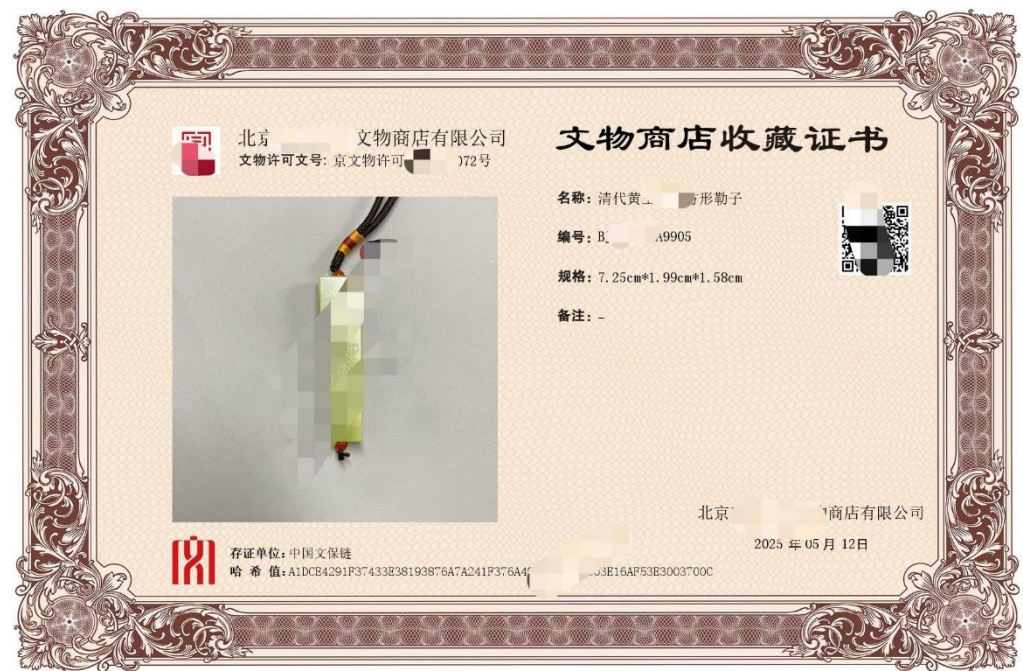 北京 文物商店有限公司
文物许可文号: 京文物许可 072号
文物商店收藏证书
名称: 清代黄 方形勒子
编号: B A9905
规格: 7.25cm*1.99cm*1.58cm
备注: –
北京 商店有限公司
2025 年 05 月 12日
存证单位: 中国文保链
哈 希 值: A1DCE4291F37433E38193876A7A241F376A4 3E16AF53E3003700C